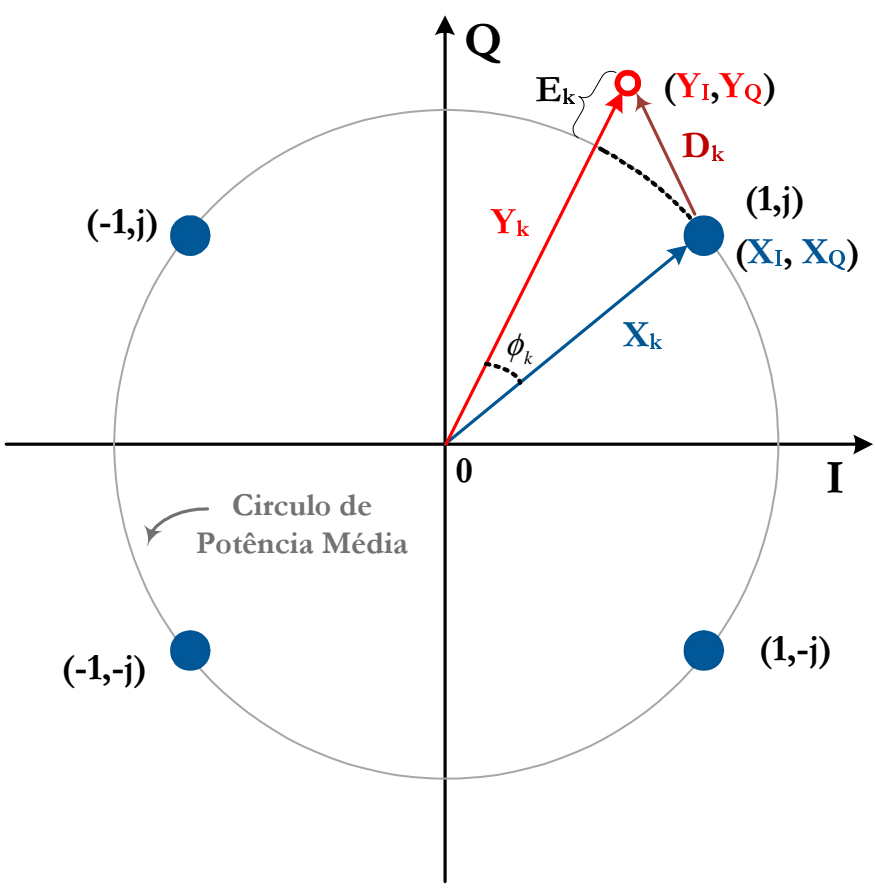 Q
Eₖ
(Y_I,Y_Q)
Dₖ
(1,j)
(-1,j)
Yₖ
(X_I, X_Q)
Xₖ
ϕₖ
0
I
Circulo de
Potência Média
(-1,-j)
(1,-j)